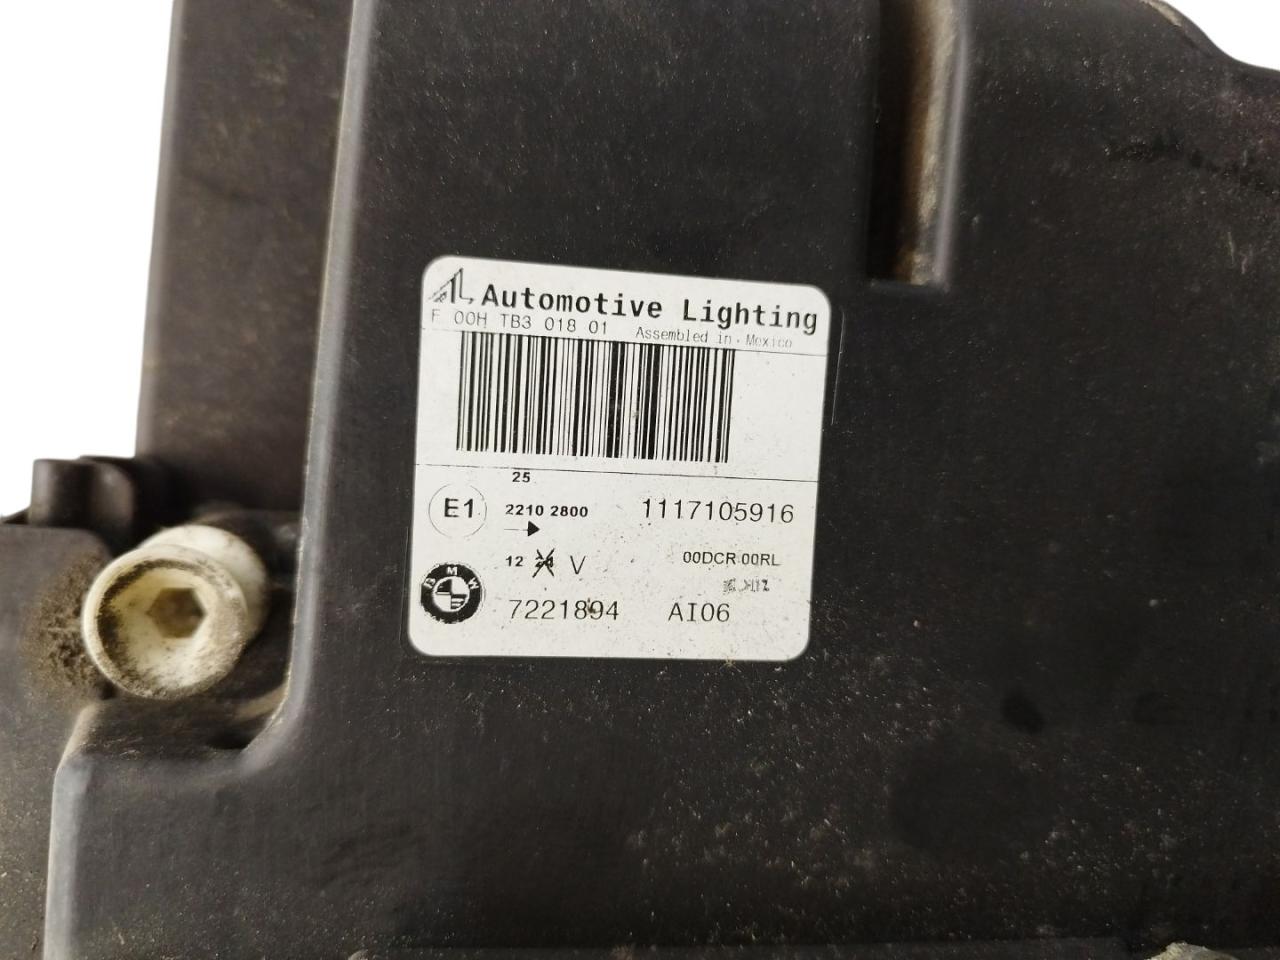 Automotive Lighting
F 00H TB3 018 01 Assembled in Mexico
25
E1 2210 2800 1117105916
12 24 V 00DCR 00RL
BMW 7221894 AI06